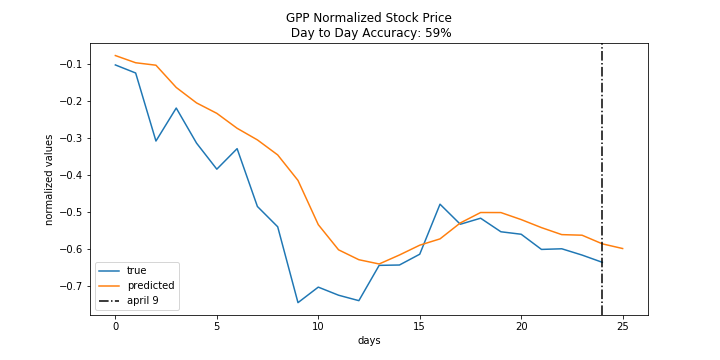 GPP Normalized Stock Price
Day to Day Accuracy: 59%
normalized values
−0.1
−0.2
−0.3
−0.4
−0.5
−0.6
−0.7
true
predicted
april 9
0
5
10
15
20
25
days